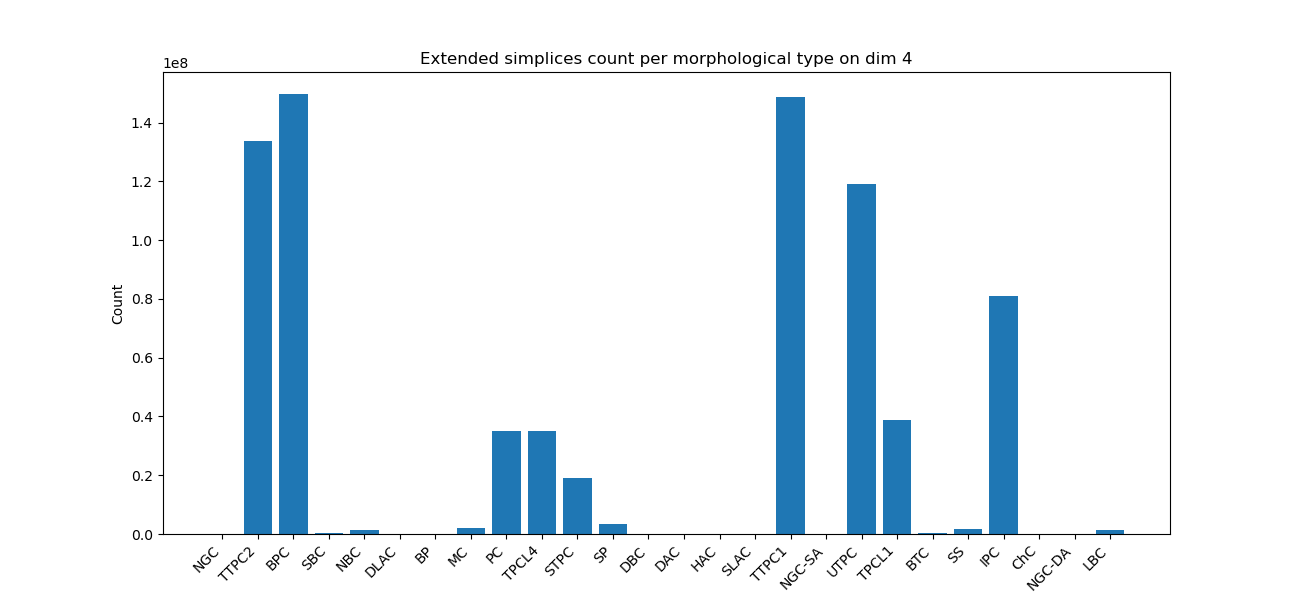 Extended simplices count per morphological type on dim 4
1e8
1.4
1.2
1.0
0.8
0.6
0.4
0.2
0.0
Count
NGC
TTPC2
BPC
SBC
NBC
DLAC
BP
MC
PC
TPCL4
STPC
SP
DBC
DAC
HAC
SLAC
TTPC1
NGC-SA
UTPC
TPCL1
BTC
SS
IPC
ChC
NGC-DA
LBC